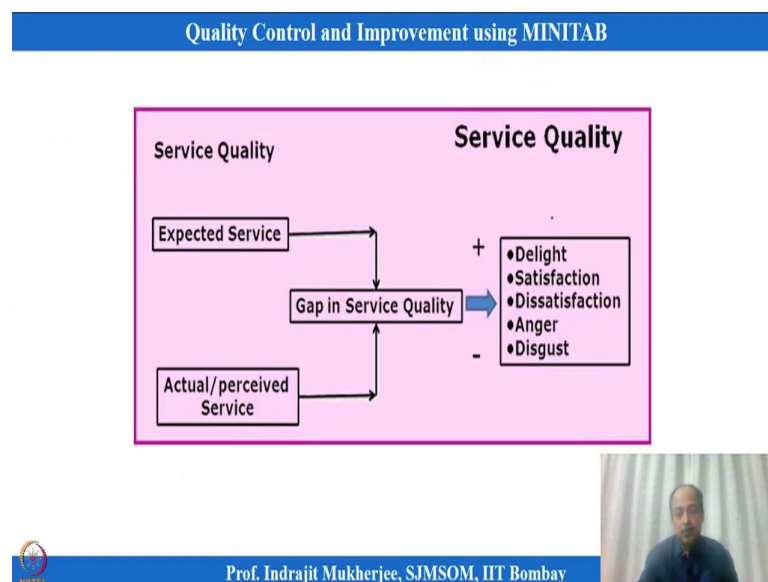 Quality Control and Improvement using MINITAB
Service Quality
Service Quality
Expected Service
+
•Delight
•Satisfaction
•Dissatisfaction
•Anger
•Disgust
Gap in Service Quality
-
Actual/perceived
Service
Prof. Indrajit Mukherjee, SJMSOM, IIT Bombay